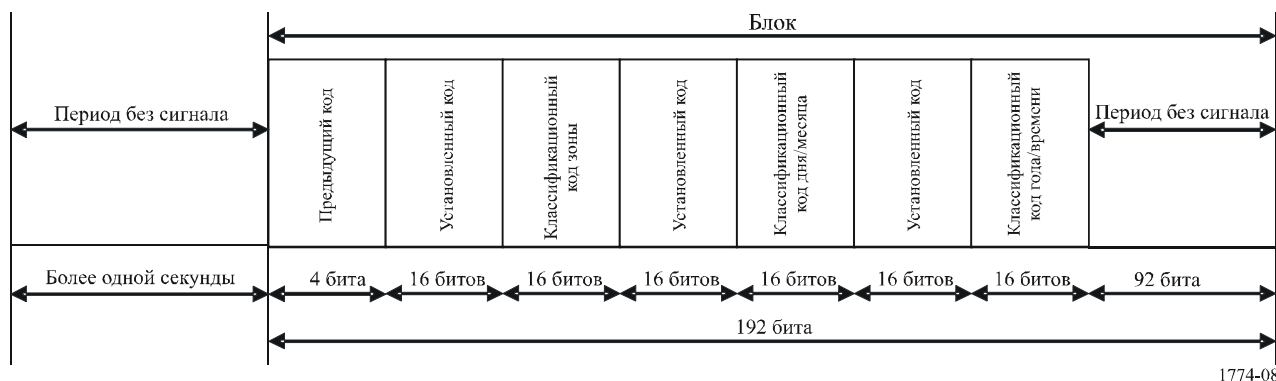 Блок
Период без сигнала
Предыдущий код
Установленный код
Классификационный
код зоны
Установленный код
Классификационный
код дня/месяца
Установленный код
Классификационный
код года/времени
Период без сигнала
Более одной секунды
4 бита
16 битов
16 битов
16 битов
16 битов
16 битов
16 битов
92 бита
192 бита
1774-08